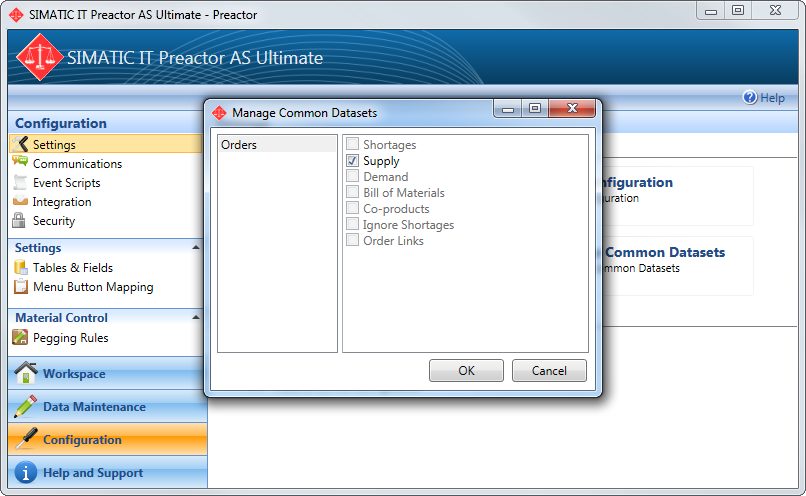 SIMATIC IT Preactor AS Ultimate - Preactor
SIMATIC IT Preactor AS Ultimate
Help
Configuration
Settings
Communications
Event Scripts
Integration
Security
Settings
Tables & Fields
Menu Button Mapping
Material Control
Pegging Rules
Workspace
Data Maintenance
Configuration
Help and Support
Manage Common Datasets
Orders
Shortages
Supply
Demand
Bill of Materials
Co-products
Ignore Shortages
Order Links
OK
Cancel
nfiguration
uration
Common Datasets
mmon Datasets